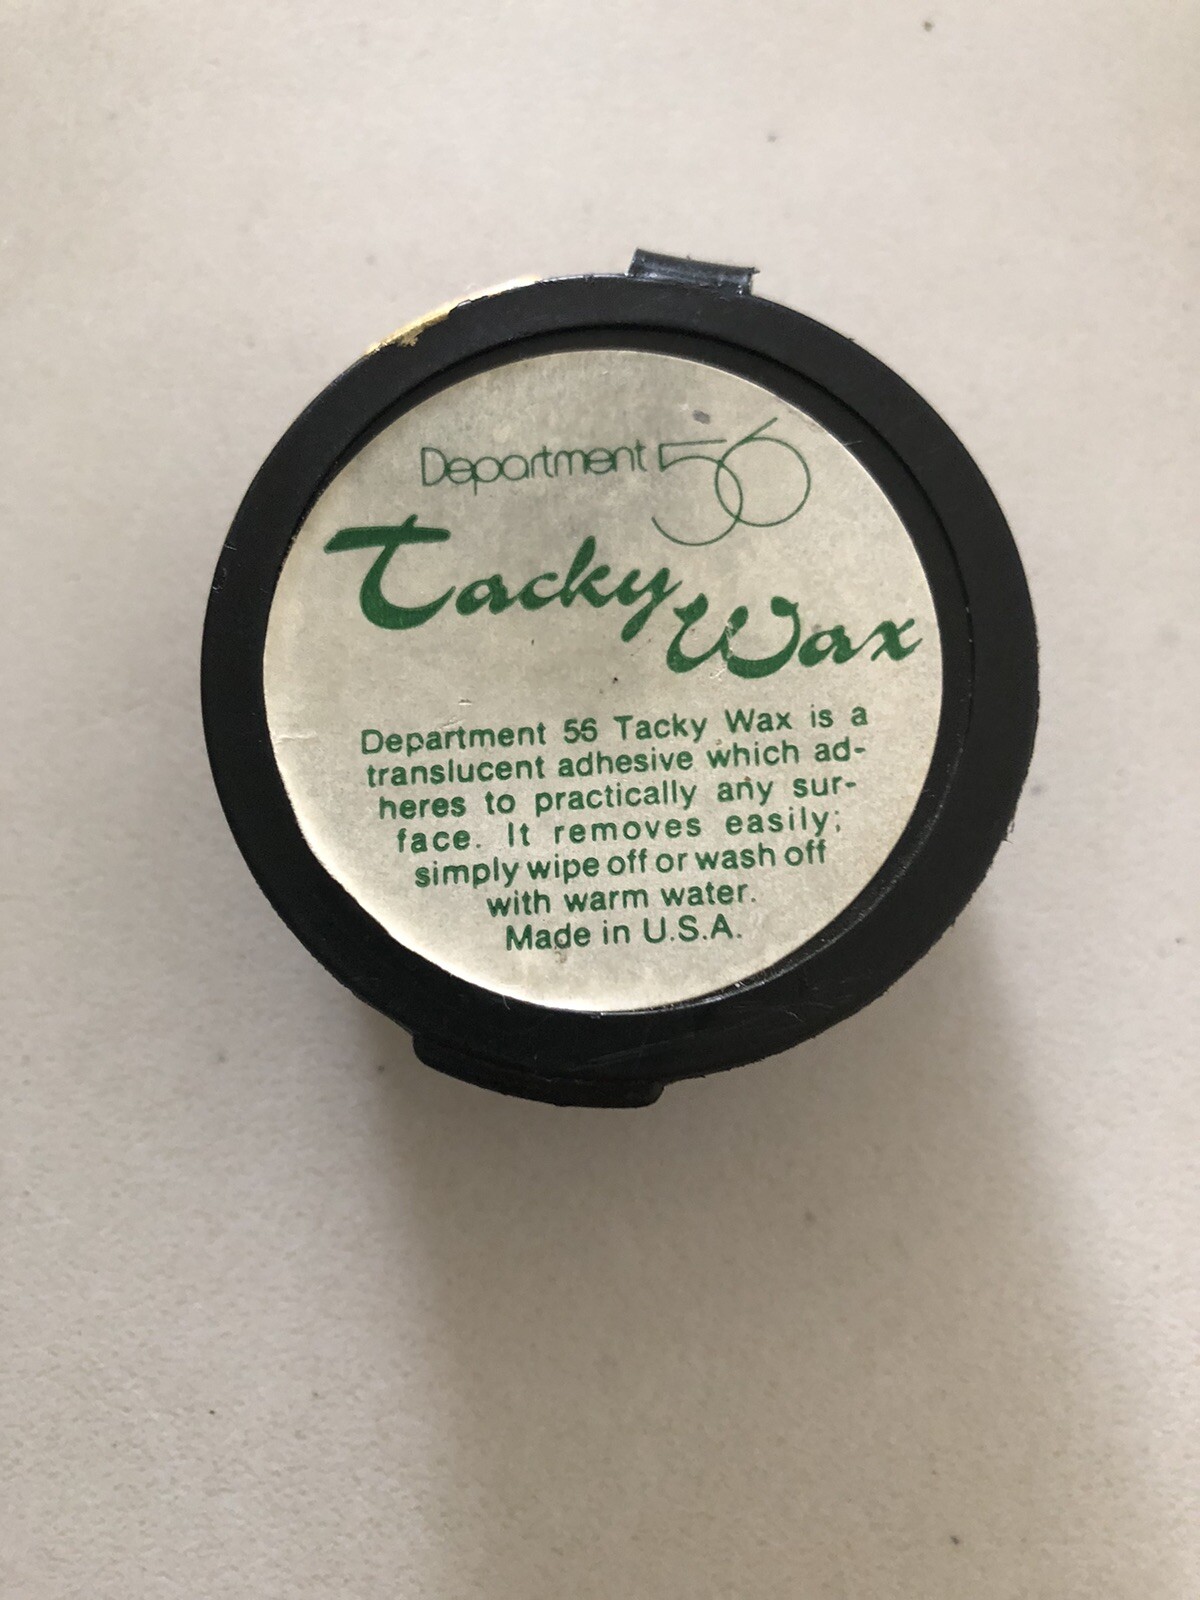 Department 56
Tacky Wax
Department 56 Tacky Wax is a
translucent adhesive which ad-
heres to practically any sur-
face. It removes easily;
simply wipe off or wash off
with warm water.
Made in U.S.A.